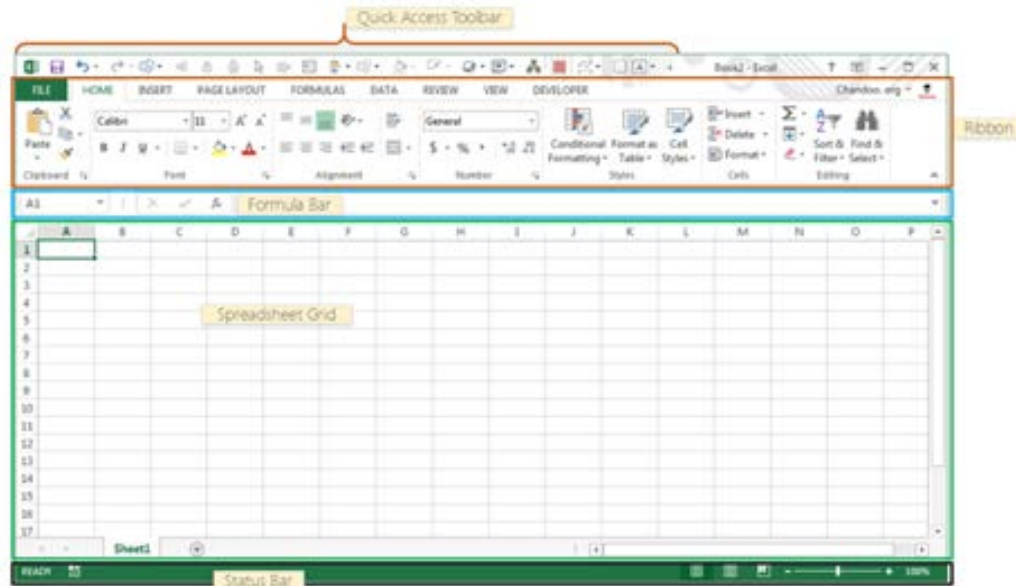 Quick Access Toolbar
Book2 - Excel
FILE HOME INSERT PAGE LAYOUT FORMULAS DATA REVIEW VIEW DEVELOPER Chandoo. org
Ribbon
Calibri 11 General Insert
Paste B I U $ % Conditional Format as Cell Delete Sort & Find &
Formatting Table Styles Format Filter Select
Clipboard Font Alignment Number Styles Cells Editing
A1 fx Formula Bar
A B C D E F G H I J K L M N O P
1
2
3
4
Spreadsheet Grid
5
6
7
8
9
10
11
12
13
14
15
16
17
Sheet1
READY 100%
Status Bar